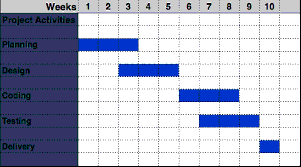 Weeks 1 2 3 4 5 6 7 8 9 10
Project Activities
Planning
Design
Coding
Testing
Delivery